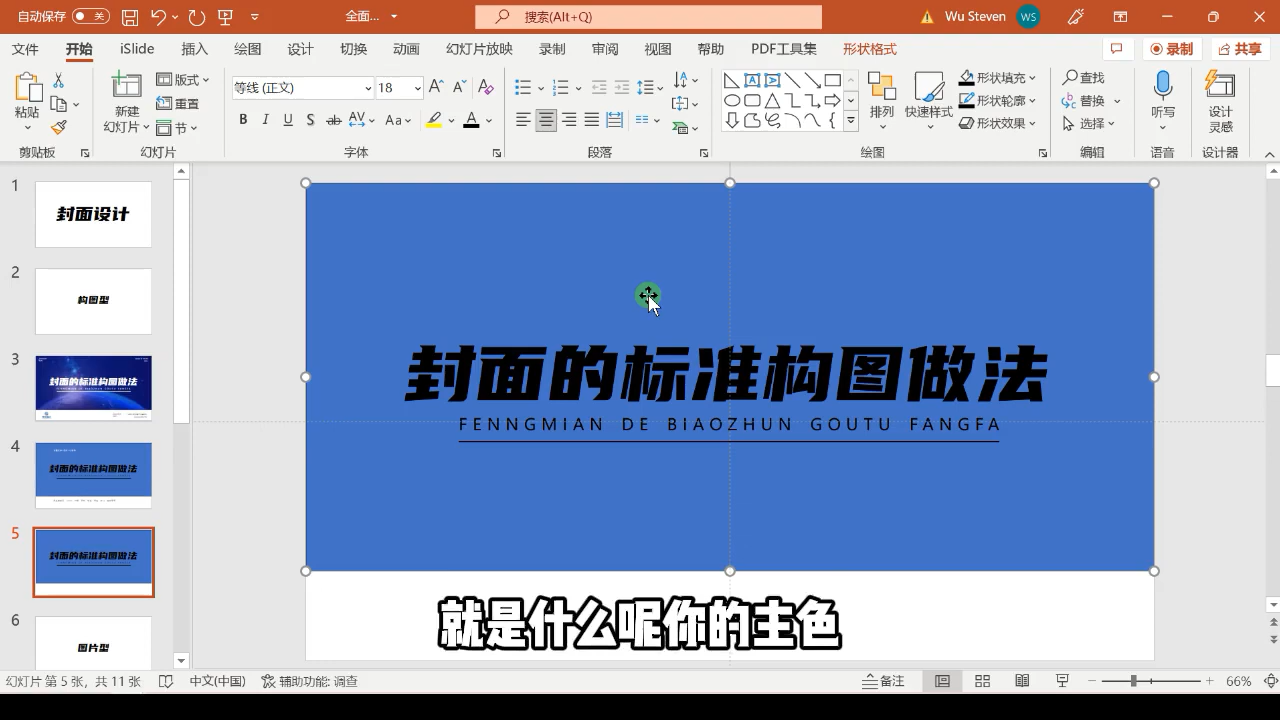 自动保存 关 全面... 搜索(Alt+Q) Wu Steven WS
文件 开始 iSlide 插入 绘图 设计 切换 动画 幻灯片放映 录制 审阅 视图 帮助 PDF工具集 形状格式 录制 共享
粘贴
剪贴板
新建
幻灯片
版式
重置
节
幻灯片
等线 (正文) 18
B I U S ab AV Aa A
字体
段落
排列
快速样式
形状填充
形状轮廓
形状效果
绘图
查找
替换
选择
编辑
听写
语音
设计
灵感
设计器
1
封面设计
2
构图型
3
封面的标准构图做法
4
封面的标准构图做法
5
封面的标准构图做法
6
图片型
封面的标准构图做法
FENNGMIAN DE BIAOZHUN GOUTU FANGFA
就是什么呢你的主色
幻灯片 第 5 张，共 11 张 中文(中国) 辅助功能: 调查 备注 66%